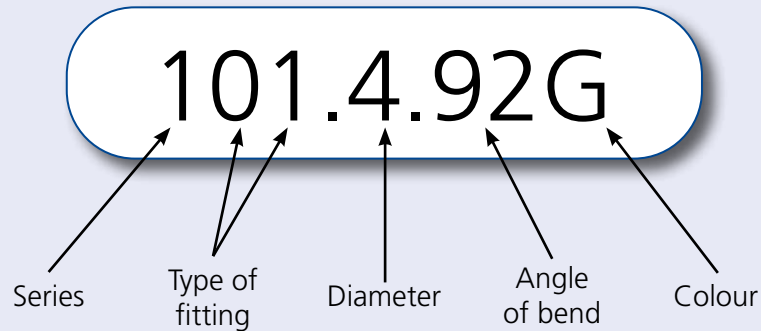 101.4.92G
Series
Type of
fitting
Diameter
Angle
of bend
Colour